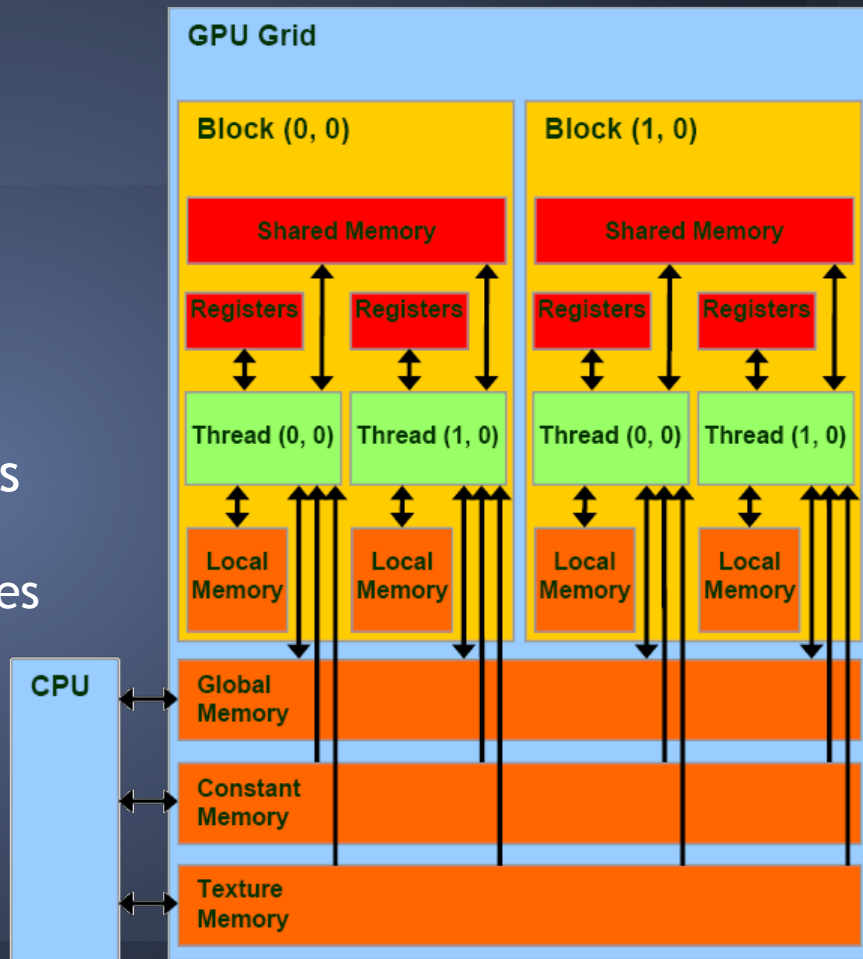 GPU Grid
Block (0, 0)
Block (1, 0)
Shared Memory
Shared Memory
Registers
Registers
Registers
Registers
Thread (0, 0)
Thread (1, 0)
Thread (0, 0)
Thread (1, 0)
s
es
Local
Memory
Local
Memory
Local
Memory
Local
Memory
CPU
Global
Memory
Constant
Memory
Texture
Memory